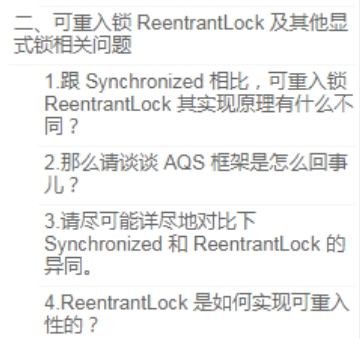 二、可重入锁 ReentrantLock 及其他显
式锁相关问题
1.跟 Synchronized 相比，可重入锁
ReentrantLock 其实现原理有什么不
同？
2.那么请谈谈 AQS 框架是怎么回事
儿？
3.请尽可能详尽地对比下
Synchronized 和 ReentrantLock 的
异同。
4.ReentrantLock 是如何实现可重入
性的？